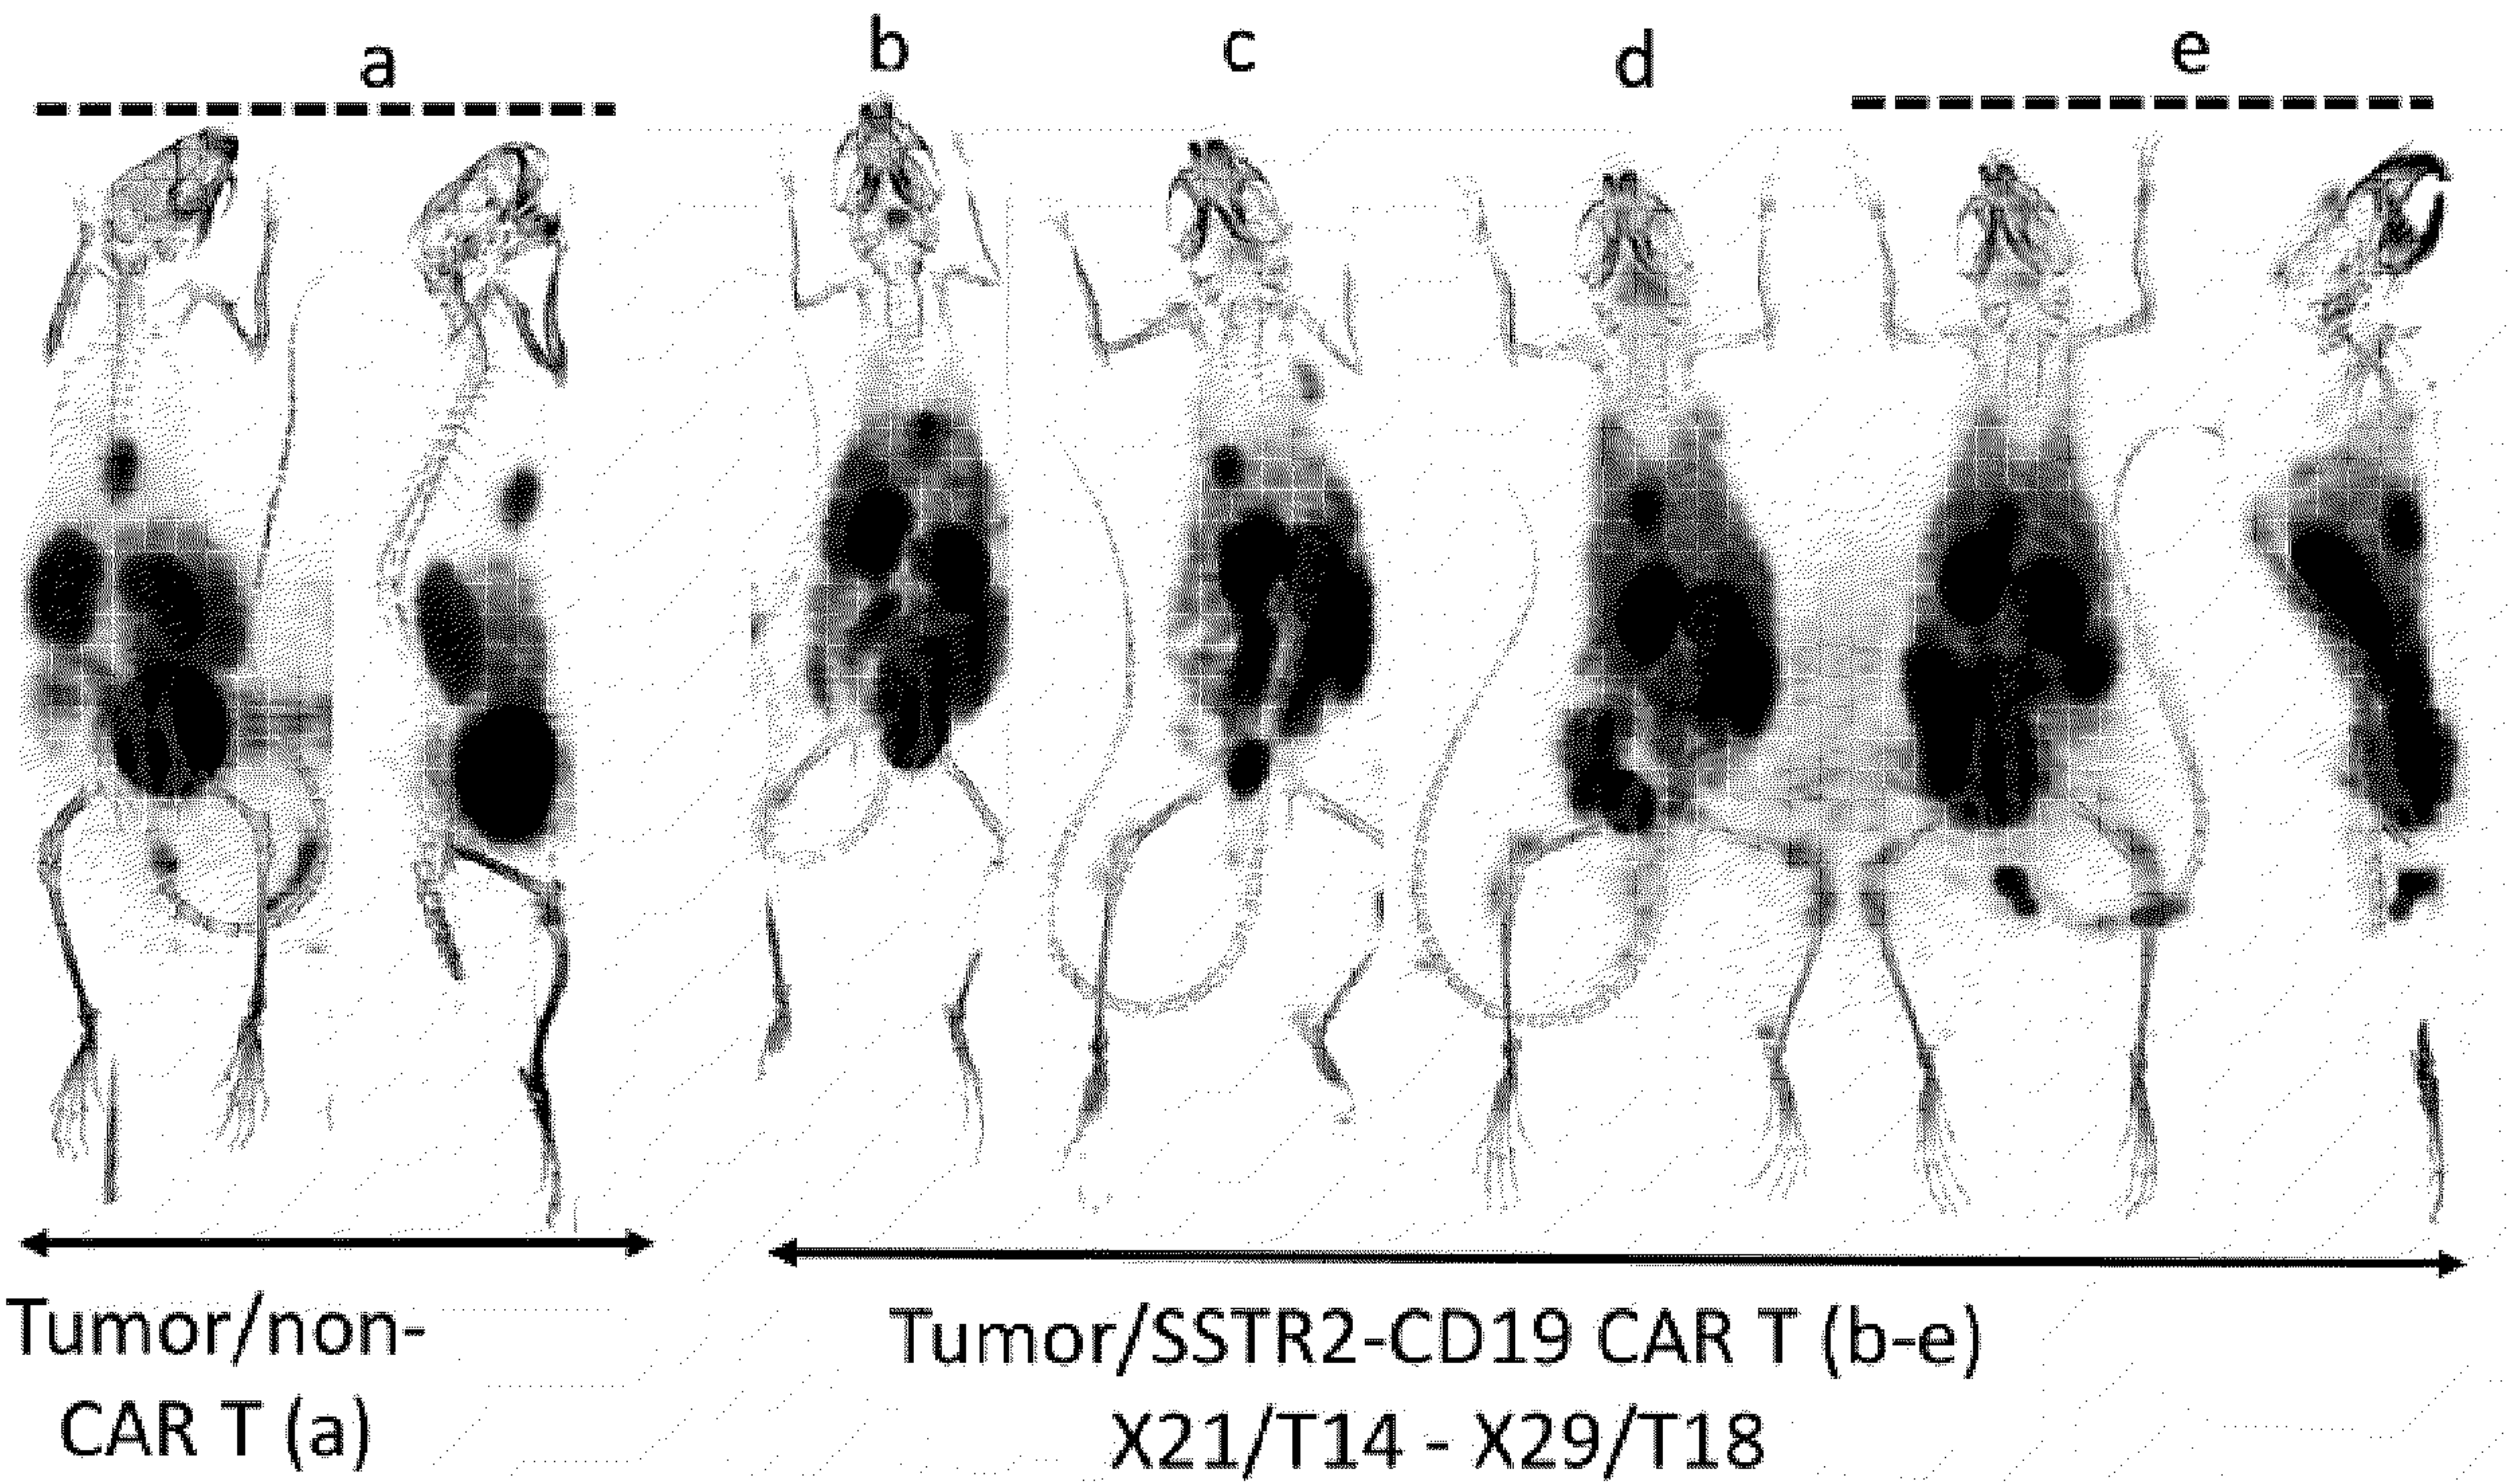 a
b
c
d
e
Tumor/non-
CAR T (a)
Tumor/SSTR2-CD19 CAR T (b-e)
X21/T14 - X29/T18